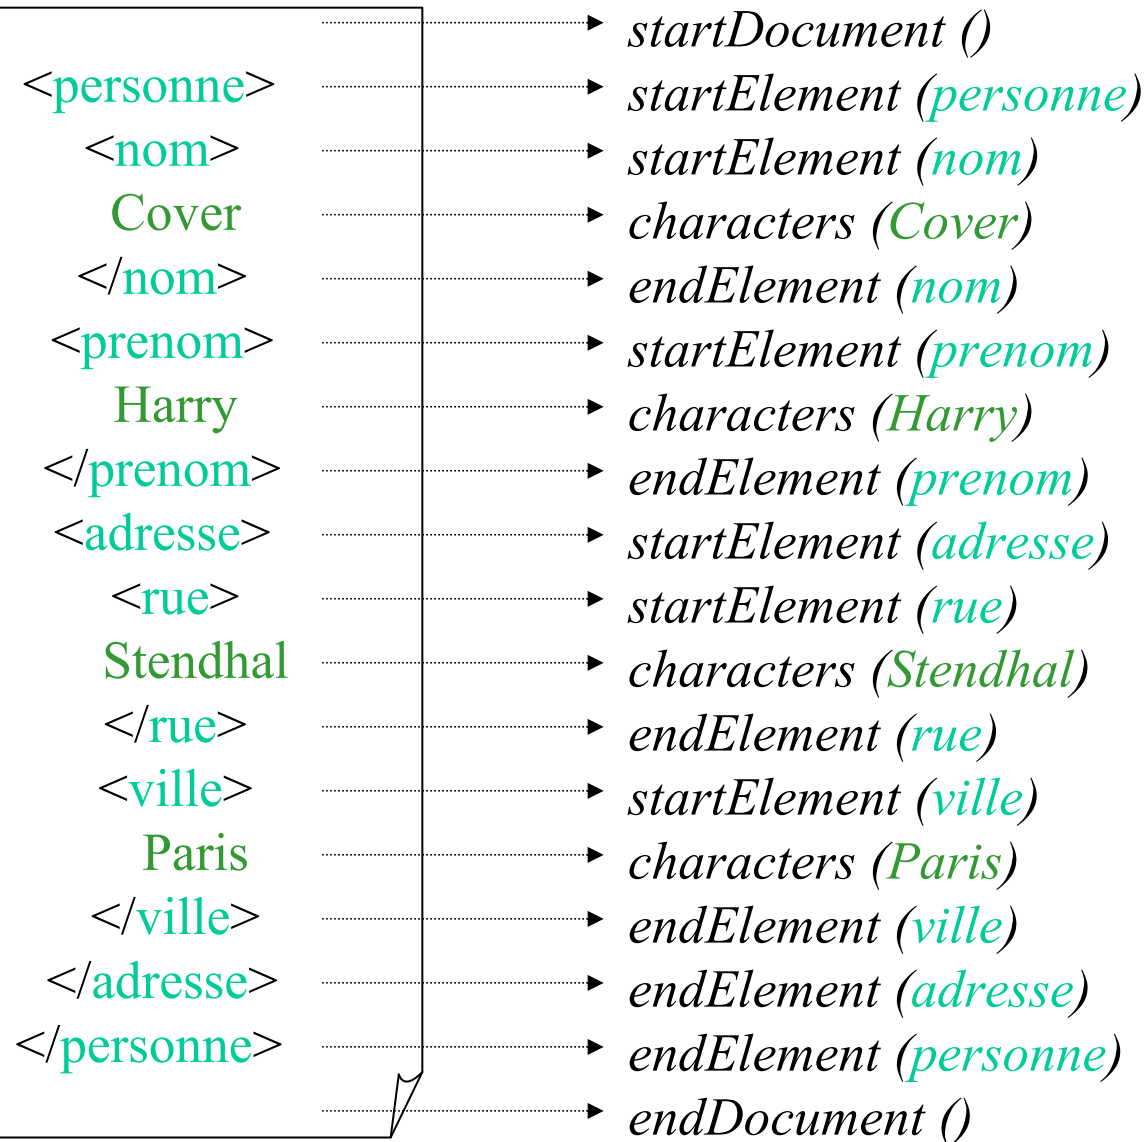 startDocument ()
<personne> startElement (personne)
<nom> startElement (nom)
Cover characters (Cover)
</nom> endElement (nom)
<prenom> startElement (prenom)
Harry characters (Harry)
</prenom> endElement (prenom)
<adresse> startElement (adresse)
<rue> startElement (rue)
Stendhal characters (Stendhal)
</rue> endElement (rue)
<ville> startElement (ville)
Paris characters (Paris)
</ville> endElement (ville)
</adresse> endElement (adresse)
</personne> endElement (personne)
endDocument ()